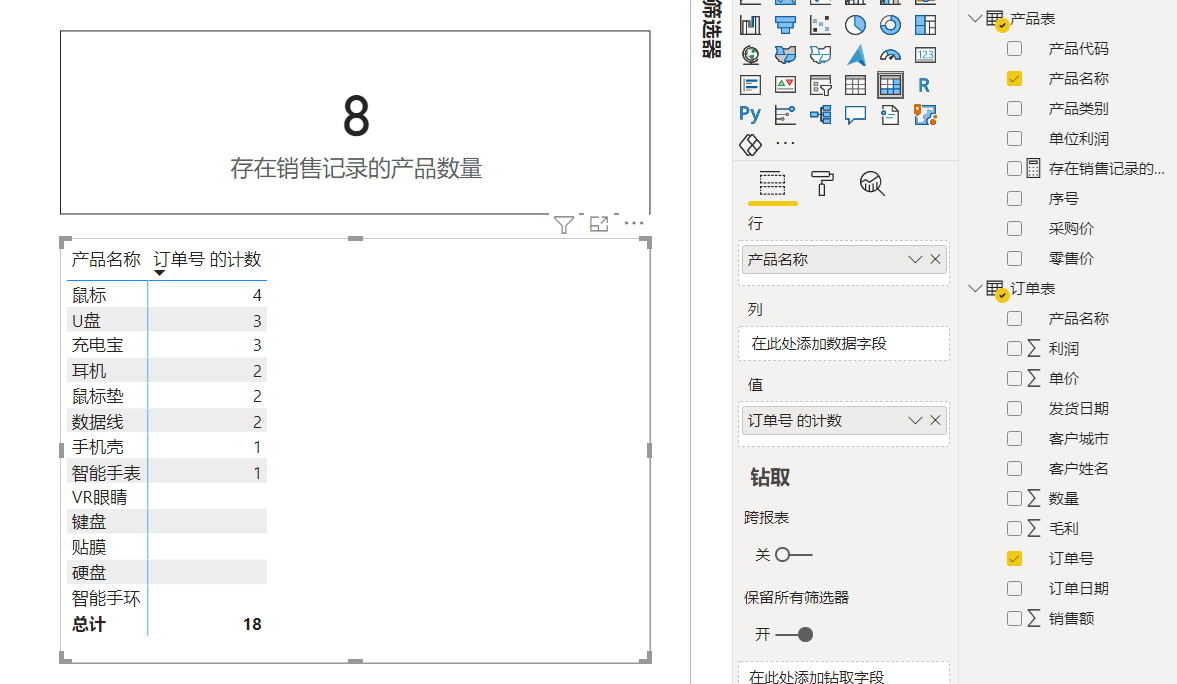 8
存在销售记录的产品数量
产品名称 订单号 的计数
鼠标 4
U盘 3
充电宝 3
耳机 2
鼠标垫 2
数据线 2
手机壳 1
智能手表 1
VR眼睛
键盘
贴膜
硬盘
智能手环
总计 18
筛选器
123
R
Py
行
产品名称
列
在此处添加数据字段
值
订单号 的计数
钻取
跨报表
关
保留所有筛选器
开
在此处添加钻取字段
产品表
产品代码
产品名称
产品类别
单位利润
存在销售记录的...
序号
采购价
零售价
订单表
产品名称
∑ 利润
∑ 单价
发货日期
客户城市
客户姓名
∑ 数量
∑ 毛利
订单号
订单日期
∑ 销售额